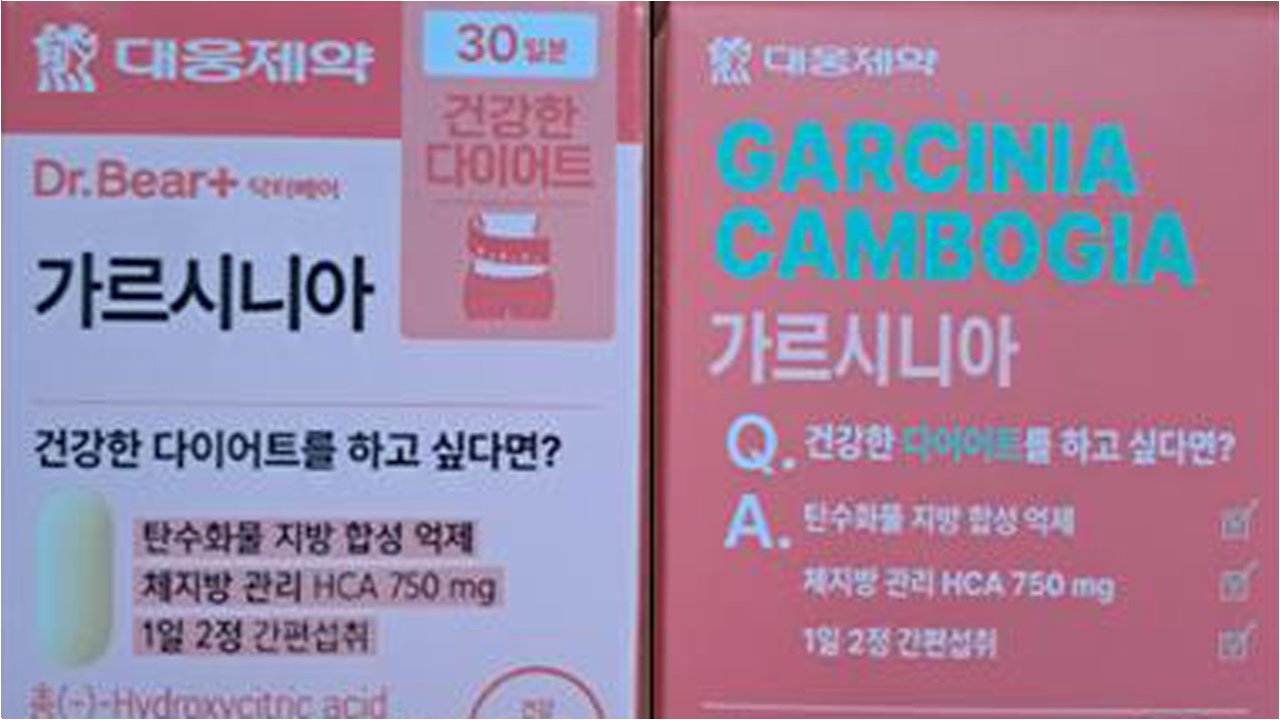 대웅제약
30일분
건강한
다이어트
Dr.Bear+ 닥터베어
가르시니아
건강한 다이어트를 하고 싶다면?
탄수화물 지방 합성 억제
체지방 관리 HCA 750 mg
1일 2정 간편섭취
총(-)-Hydroxycitric acid
건강
대웅제약
GARCINIA
CAMBOGIA
가르시니아
Q. 건강한 다이어트를 하고 싶다면?
A. 탄수화물 지방 합성 억제
체지방 관리 HCA 750 mg
1일 2정 간편섭취